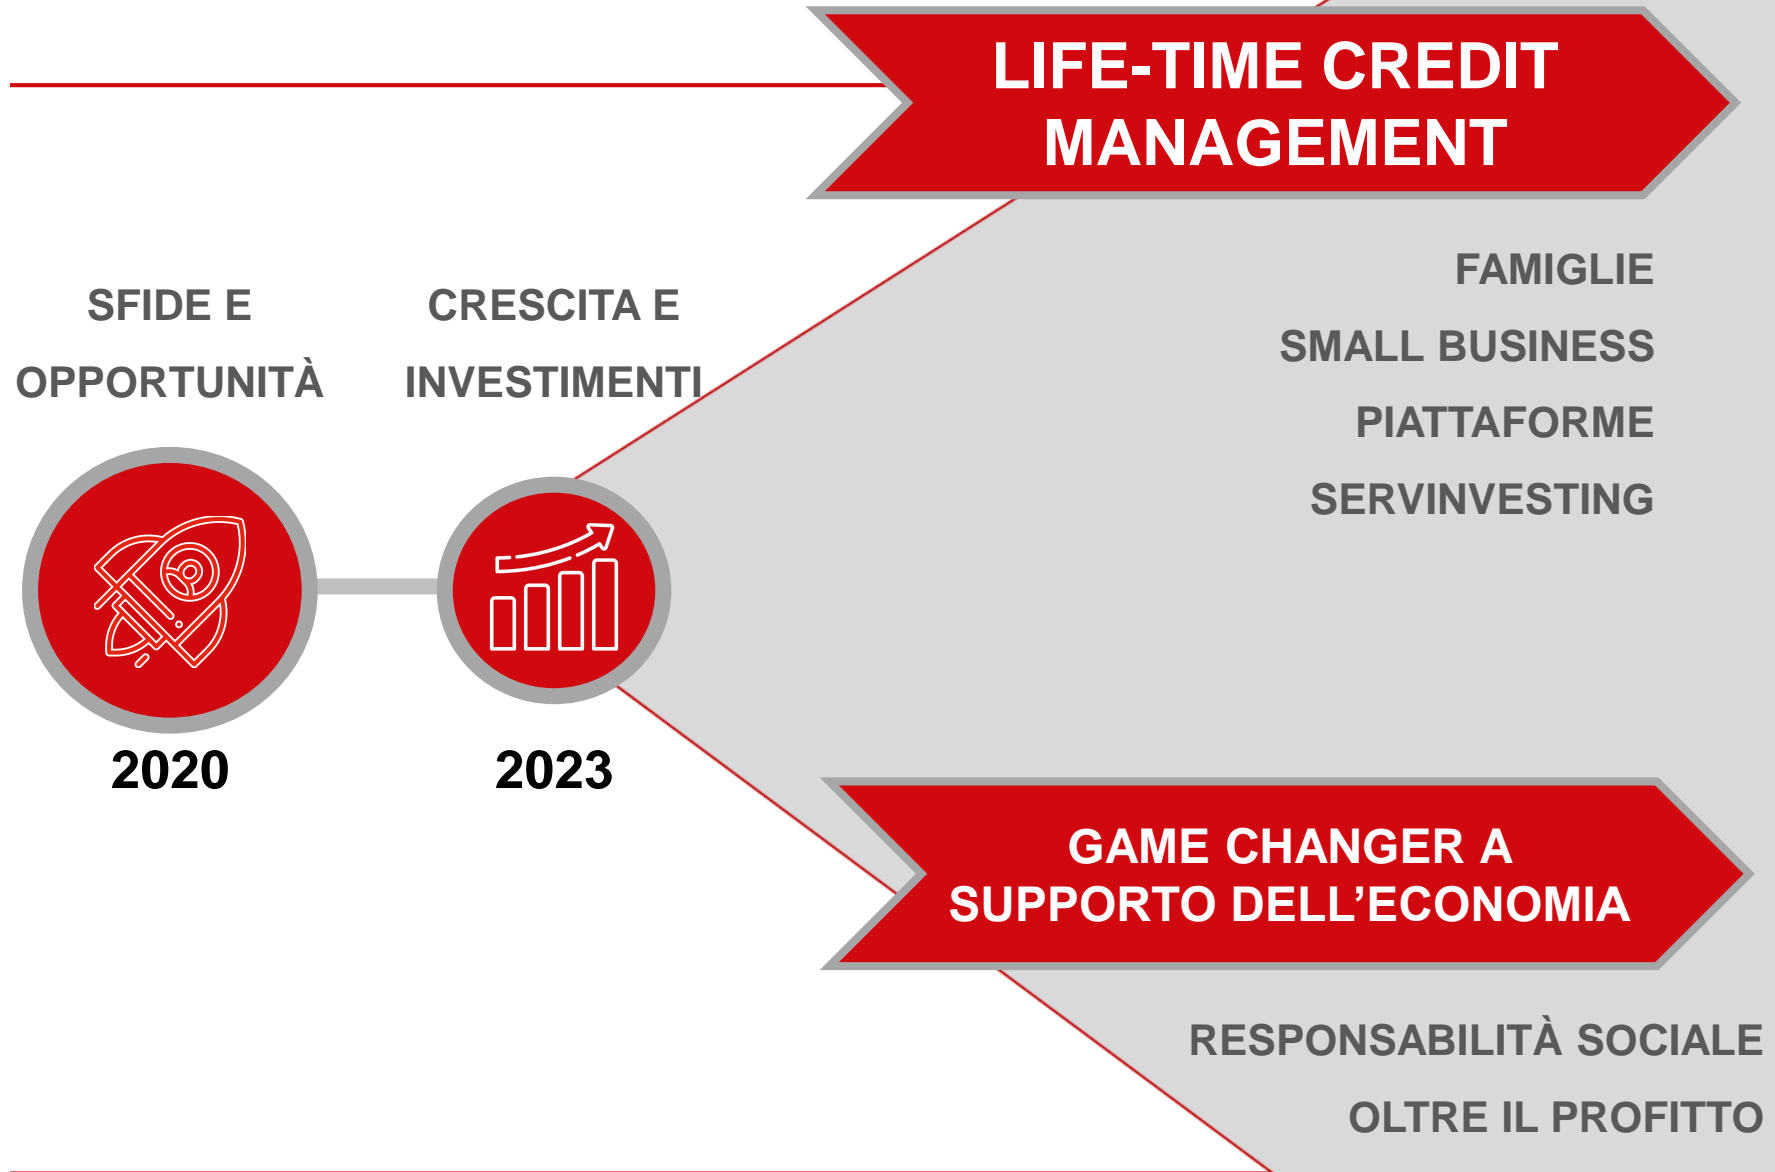 LIFE-TIME CREDIT
MANAGEMENT
FAMIGLIE
SMALL BUSINESS
PIATTAFORME
SERVINVESTING
SFIDE E
OPPORTUNITÀ
CRESCITA E
INVESTIMENTI
2020
2023
GAME CHANGER A
SUPPORTO DELL’ECONOMIA
RESPONSABILITÀ SOCIALE
OLTRE IL PROFITTO